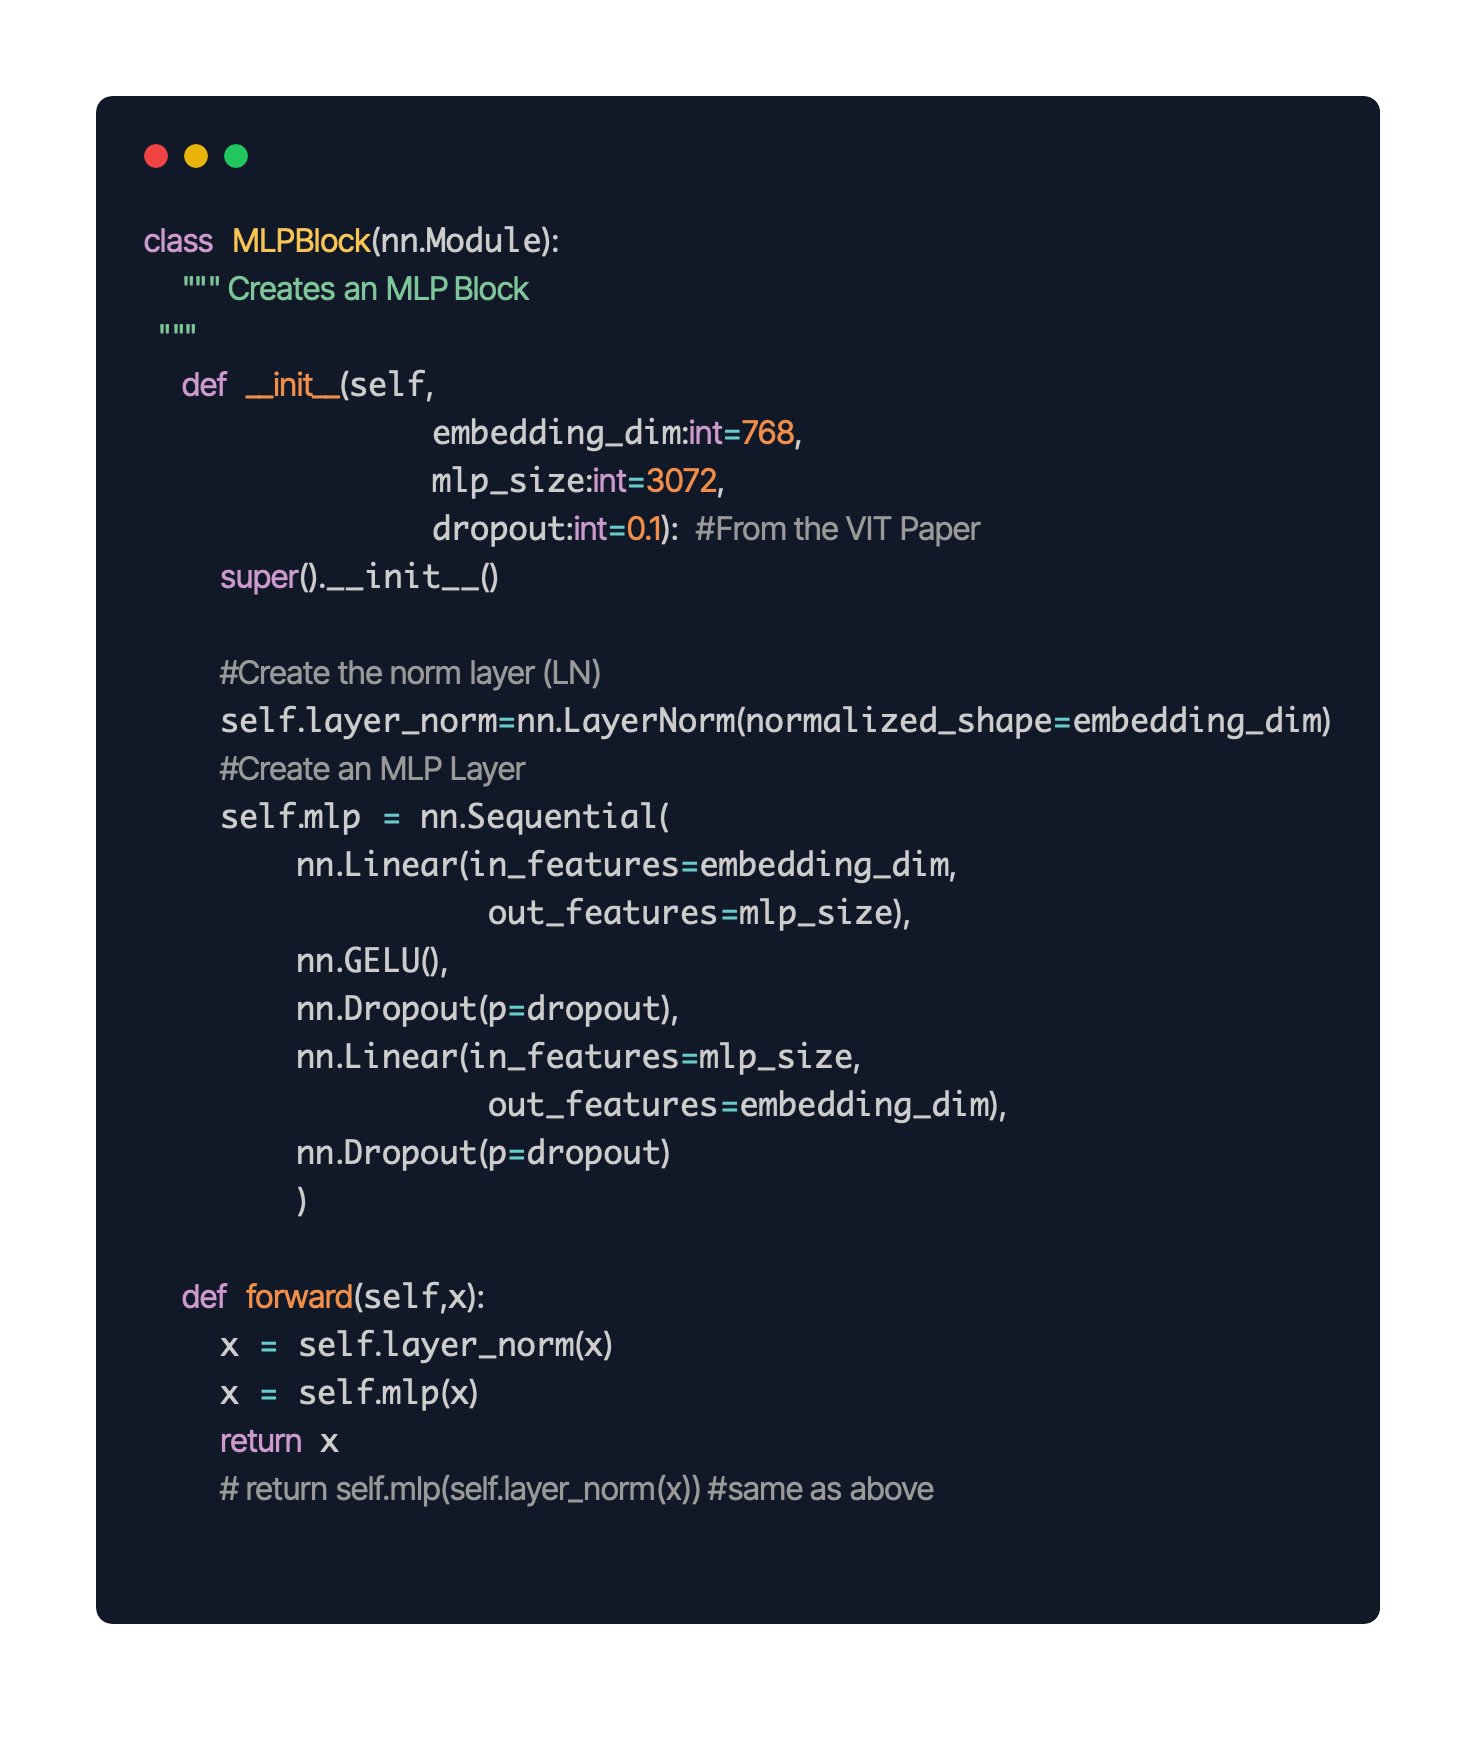 class MLPBlock(nn.Module):
  """ Creates an MLP Block
 """
  def __init__(self,
               embedding_dim:int=768,
               mlp_size:int=3072,
               dropout:int=0.1): #From the VIT Paper
    super().__init__()

    #Create the norm layer (LN)
    self.layer_norm=nn.LayerNorm(normalized_shape=embedding_dim)
    #Create an MLP Layer
    self.mlp = nn.Sequential(
        nn.Linear(in_features=embedding_dim,
                  out_features=mlp_size),
        nn.GELU(),
        nn.Dropout(p=dropout),
        nn.Linear(in_features=mlp_size,
                  out_features=embedding_dim),
        nn.Dropout(p=dropout)
        )

  def forward(self,x):
    x = self.layer_norm(x)
    x = self.mlp(x)
    return x
    # return self.mlp(self.layer_norm(x)) #same as above